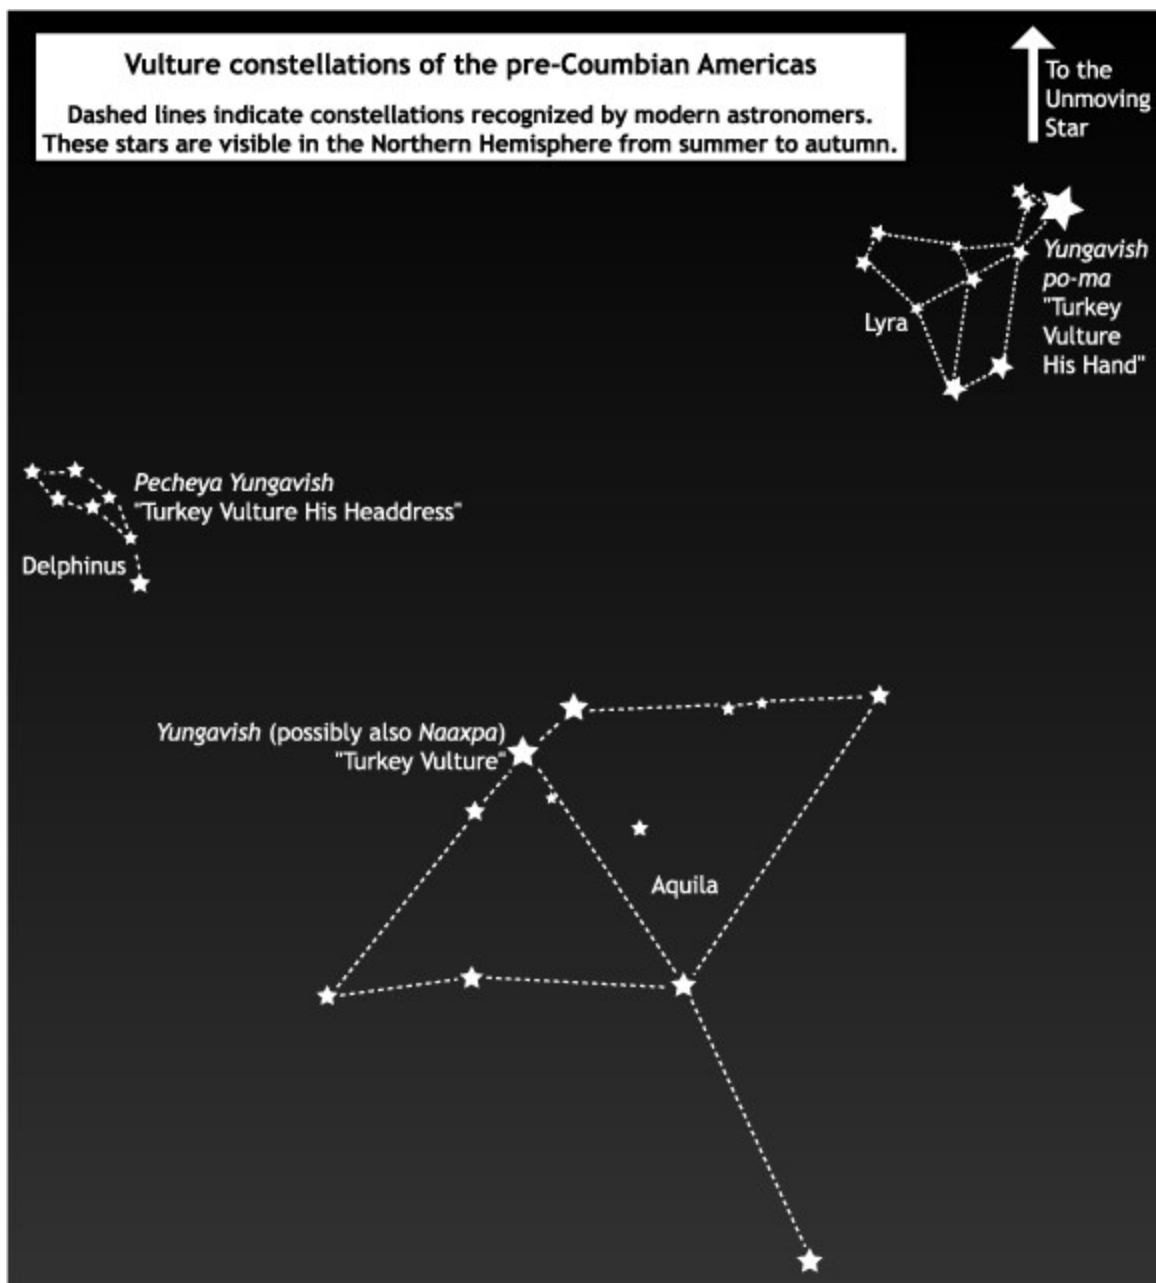 Vulture constellations of the pre-Coumbian Americas
Dashed lines indicate constellations recognized by modern astronomers.
These stars are visible in the Northern Hemisphere from summer to autumn.
To the
Unmoving
Star
Yungavish
po-ma
"Turkey
Vulture
His Hand"
Lyra
Pecheya Yungavish
"Turkey Vulture His Headdress"
Delphinus
Yungavish (possibly also Naaxpa)
"Turkey Vulture"
Aquila